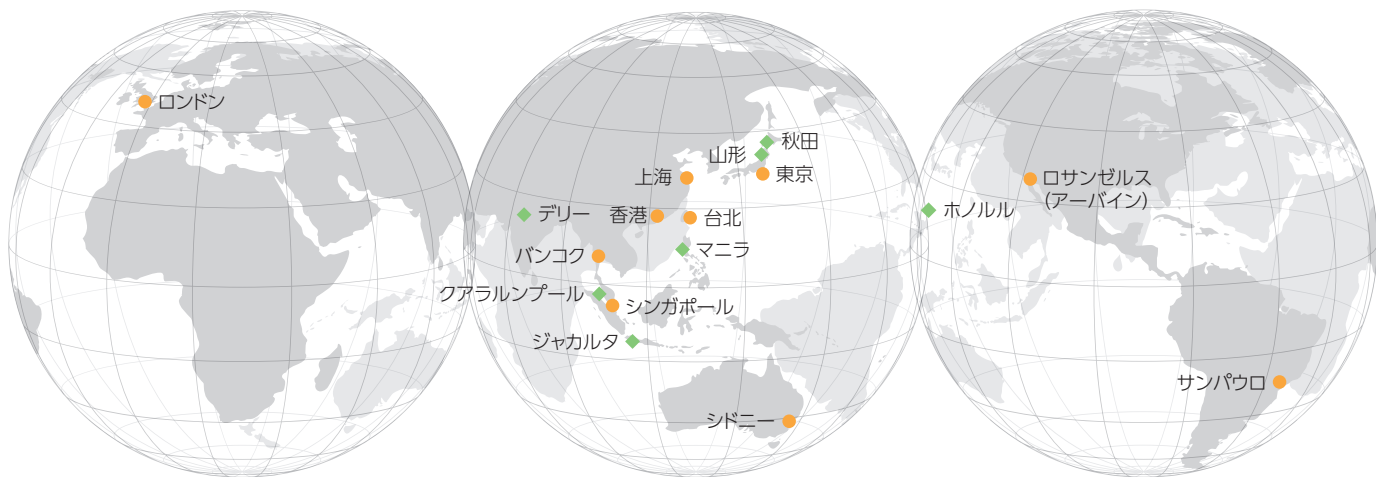 ロンドン
秋田
山形
東京
上海
デリー
香港
台北
バンコク
マニラ
クアラルンプール
シンガポール
ジャカルタ
シドニー
ロサンゼルス
(アーバイン)
ホノルル
サンパウロ